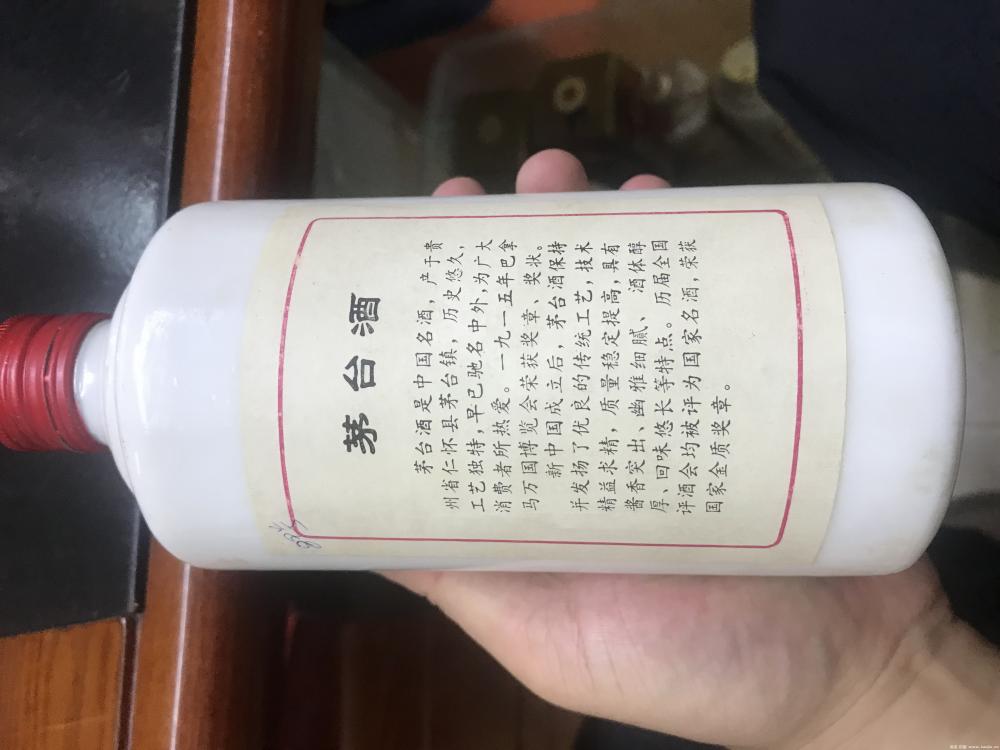 茅台酒
茅台酒是中国名酒，产于贵
州省仁怀县茅台镇，历史悠久，
工艺独特，早已驰名中外，为广大
消费者所热爱。一九一五年巴拿
马万国博览会荣获奖章、奖状。
新中国成立后，茅台酒保持
并发扬了优良的传统工艺，技术
精益求精，质量稳定提高，具有
酱香突出、幽雅细腻、酒体醇
厚、回味悠长等特点。历届全国
评酒会均被评为国家名酒，荣获
国家金质奖章。